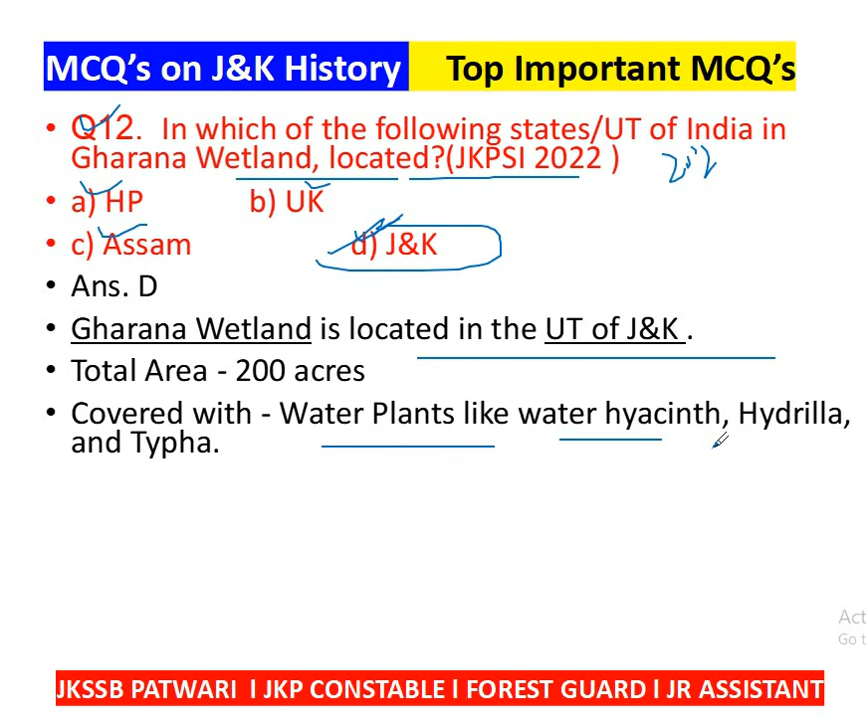 MCQ's on J&K History Top Important MCQ's
• Q12. In which of the following states/UT of India in
Gharana Wetland, located?(JKPSI 2022 )
• a) HP b) UK
• c) Assam d) J&K
• Ans. D
• Gharana Wetland is located in the UT of J&K .
• Total Area - 200 acres
• Covered with - Water Plants like water hyacinth, Hydrilla,
and Typha.
Act
Go t
JKSSB PATWARI I JKP CONSTABLE l FOREST GUARD l JR ASSISTANT